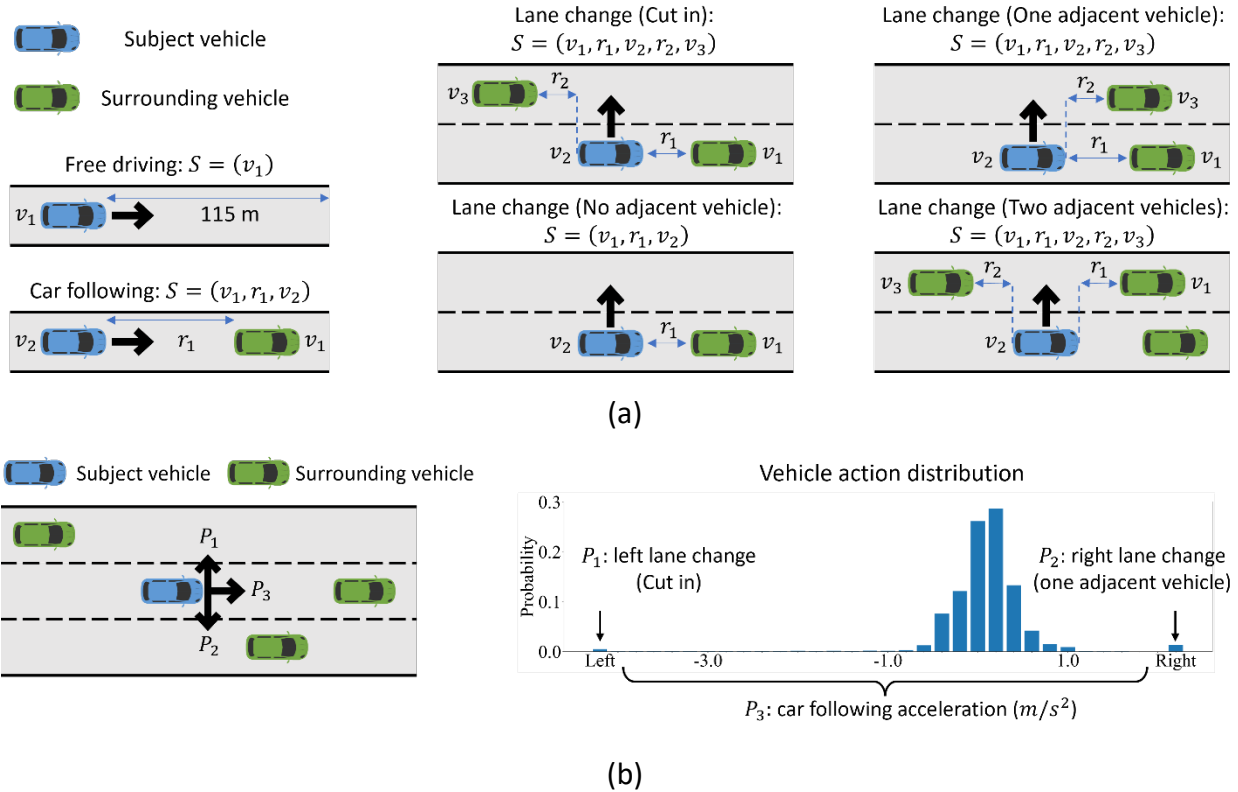 Subject vehicle
Surrounding vehicle
Free driving: S = (v₁)
v₁
115 m
Car following: S = (v₁, r₁, v₂)
v₂
r₁
v₁
Lane change (Cut in):
S = (v₁, r₁, v₂, r₂, v₃)
v₃
r₂
v₂
r₁
v₁
Lane change (No adjacent vehicle):
S = (v₁, r₁, v₂)
v₂
r₁
v₁
Lane change (One adjacent vehicle):
S = (v₁, r₁, v₂, r₂, v₃)
r₂
v₃
v₂
r₁
v₁
Lane change (Two adjacent vehicles):
S = (v₁, r₁, v₂, r₂, v₃)
v₃
r₂
r₁
v₁
v₂
(a)
Subject vehicle
Surrounding vehicle
P₁
P₃
P₂
Vehicle action distribution
Probability
0.3
0.2
0.1
0.0
P₁: left lane change
(Cut in)
P₂: right lane change
(one adjacent vehicle)
Left
-3.0
-1.0
1.0
Right
P₃: car following acceleration (m/s²)
(b)